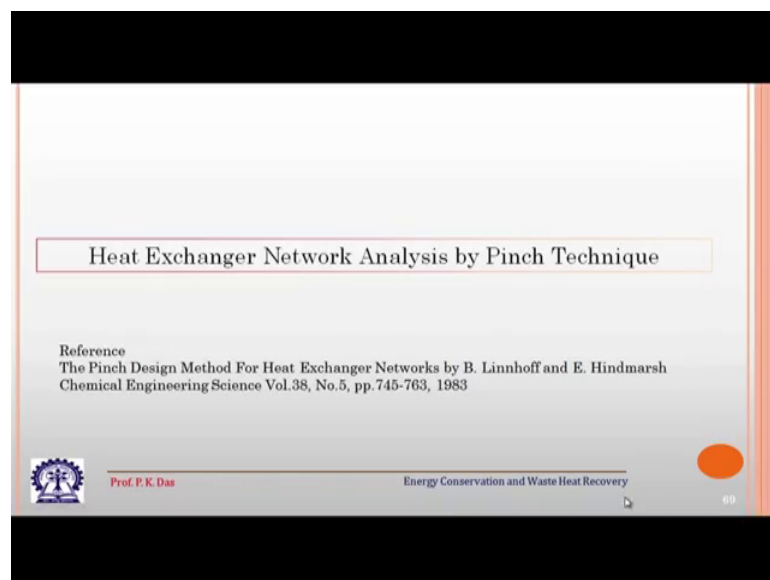 Heat Exchanger Network Analysis by Pinch Technique
Reference
The Pinch Design Method For Heat Exchanger Networks by B. Linnhoff and E. Hindmarsh
Chemical Engineering Science Vol.38, No.5, pp.745-763, 1983
Prof. P. K. Das
Energy Conservation and Waste Heat Recovery
69